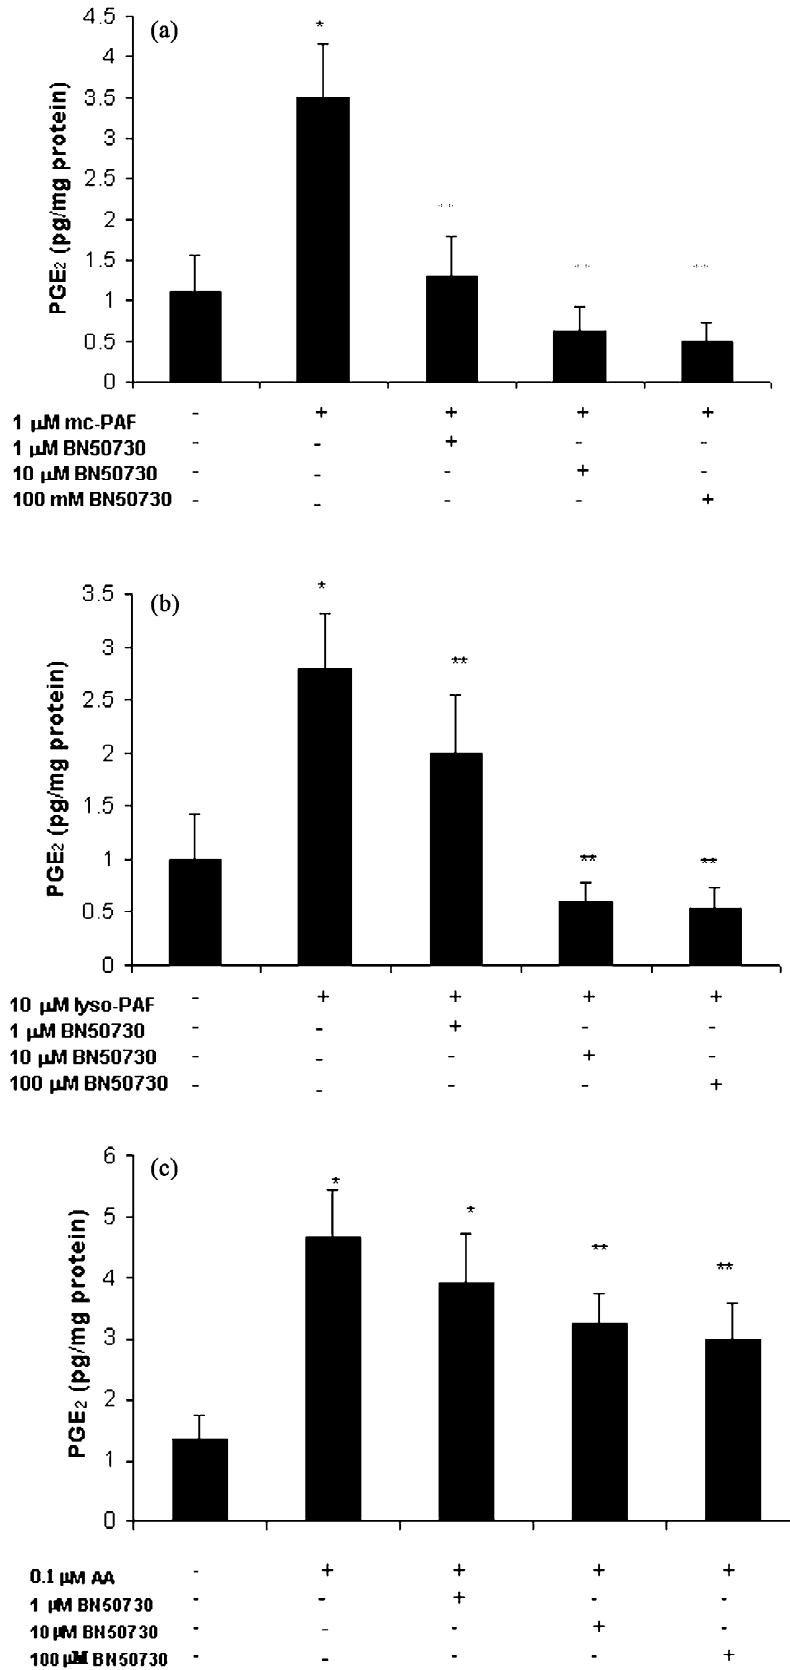 (a)
*
**
**
**
PGE₂ (pg/mg protein)
4.5
4
3.5
3
2.5
2
1.5
1
0.5
0
1 μM mc-PAF - + + + +
1 μM BN50730 - - + - -
10 μM BN50730 - - - + -
100 mM BN50730 - - - - +
(b)
*
**
**
**
PGE₂ (pg/mg protein)
3.5
3
2.5
2
1.5
1
0.5
0
10 μM lyso-PAF - + + + +
1 μM BN50730 - - + - -
10 μM BN50730 - - - + -
100 μM BN50730 - - - - +
(c)
*
*
**
**
PGE₂ (pg/mg protein)
6
5
4
3
2
1
0
0.1 μM AA - + + + +
1 μM BN50730 - - + - -
10 μM BN50730 - - - + -
100 μM BN50730 - - - - +